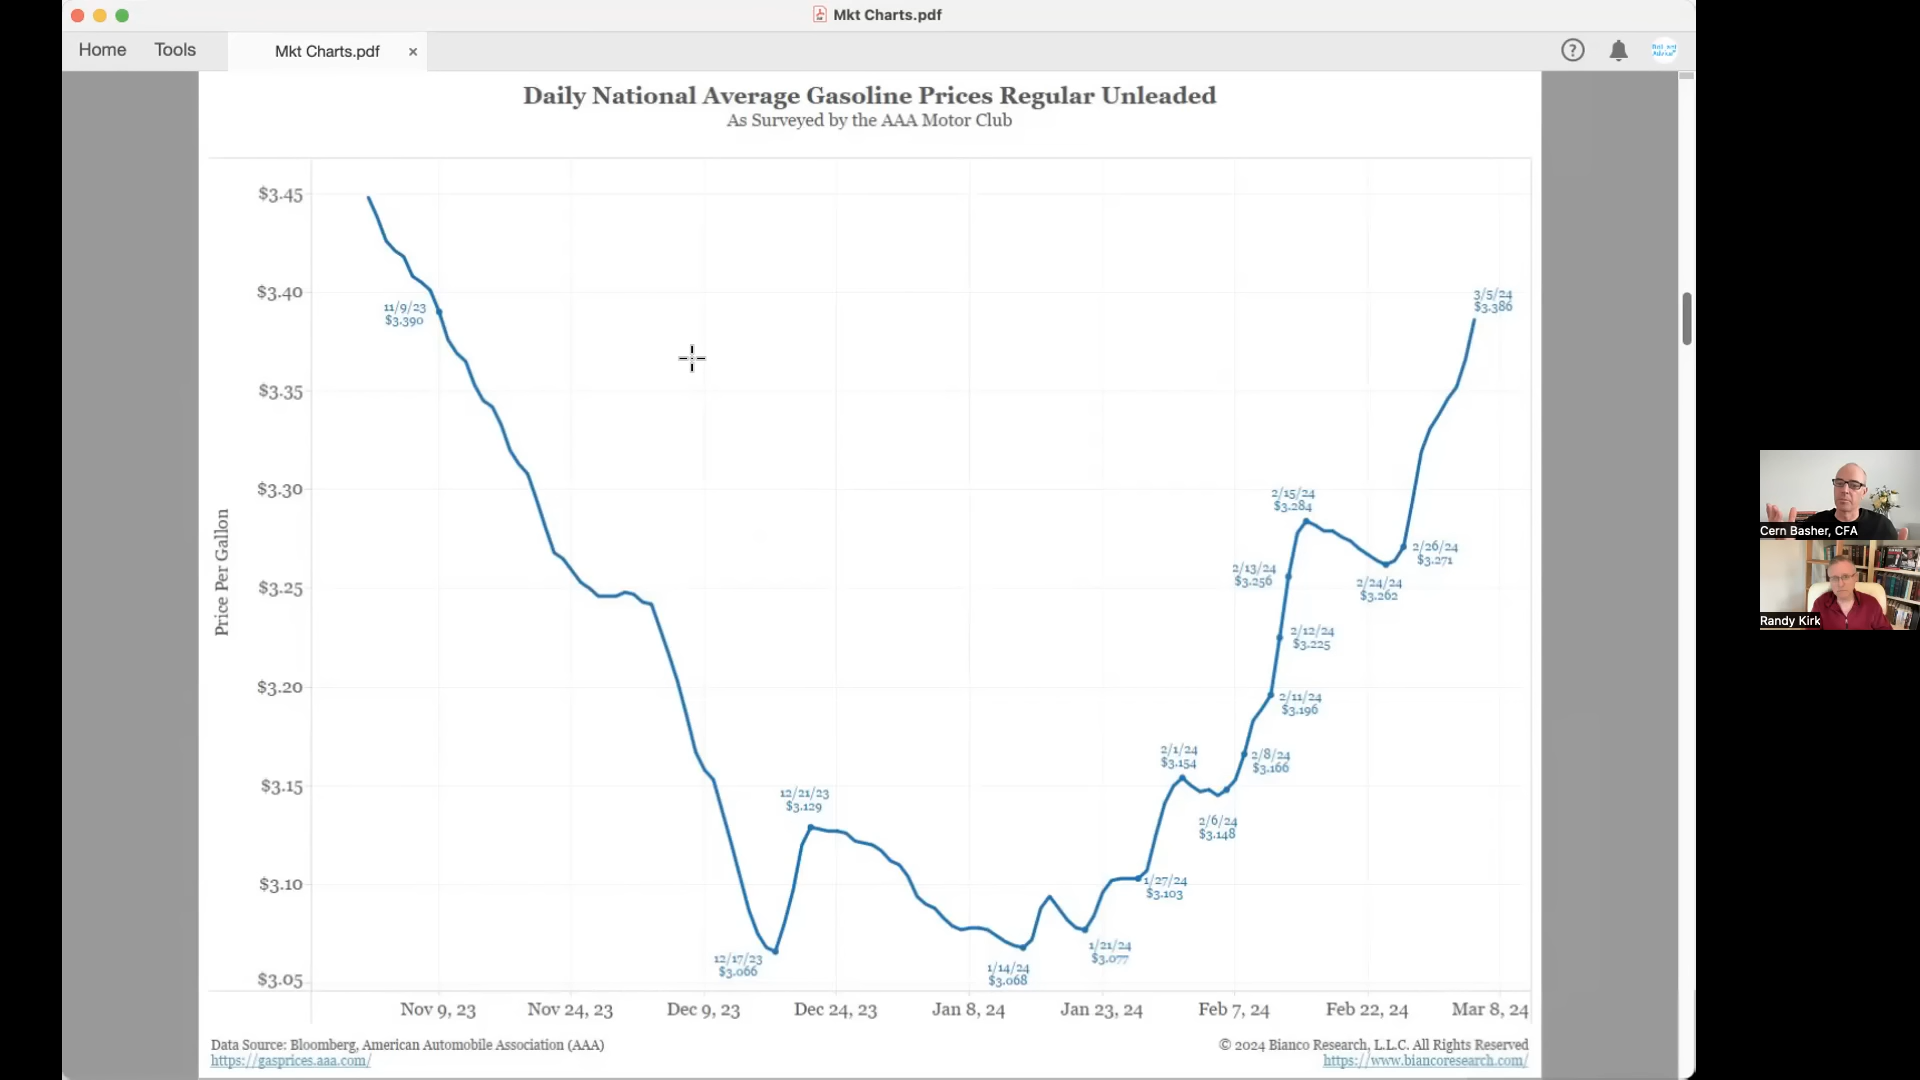 Mkt Charts.pdf
Home
Tools
Mkt Charts.pdf
Daily National Average Gasoline Prices Regular Unleaded
As Surveyed by the AAA Motor Club
Price Per Gallon
$3.45
$3.40
$3.35
$3.30
$3.25
$3.20
$3.15
$3.10
$3.05
11/9/23
$3.390
12/17/23
$3.066
12/21/23
$3.129
1/14/24
$3.068
1/21/24
$3.077
1/27/24
$3.103
2/1/24
$3.154
2/6/24
$3.148
2/8/24
$3.166
2/11/24
$3.196
2/12/24
$3.225
2/13/24
$3.256
2/15/24
$3.284
2/24/24
$3.262
2/26/24
$3.271
3/5/24
$3.386
Nov 9, 23
Nov 24, 23
Dec 9, 23
Dec 24, 23
Jan 8, 24
Jan 23, 24
Feb 7, 24
Feb 22, 24
Mar 8, 24
Data Source: Bloomberg, American Automobile Association (AAA)
https://gasprices.aaa.com/
© 2024 Bianco Research, L.L.C. All Rights Reserved
https://www.biancoresearch.com/
Cern Basher, CFA
Randy Kirk